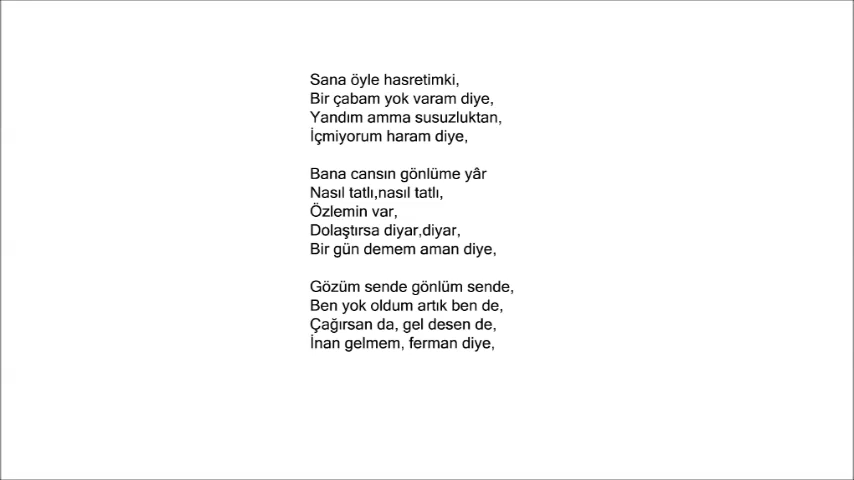 Sana öyle hasretimki,
Bir çabam yok varam diye,
Yandım amma susuzluktan,
İçmiyorum haram diye,
Bana cansın gönlüme yâr
Nasıl tatlı,nasıl tatlı,
Özlemin var,
Dolaştırsa diyar,diyar,
Bir gün demem aman diye,
Gözüm sende gönlüm sende,
Ben yok oldum artık ben de,
Çağırsan da, gel desen de,
İnan gelmem, ferman diye,